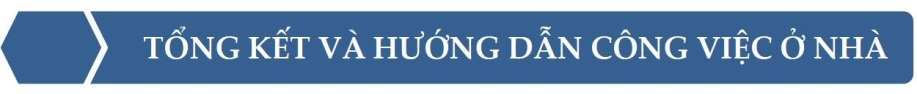 TỔNG KẾT VÀ HƯỚNG DẪN CÔNG VIỆC Ở NHÀ